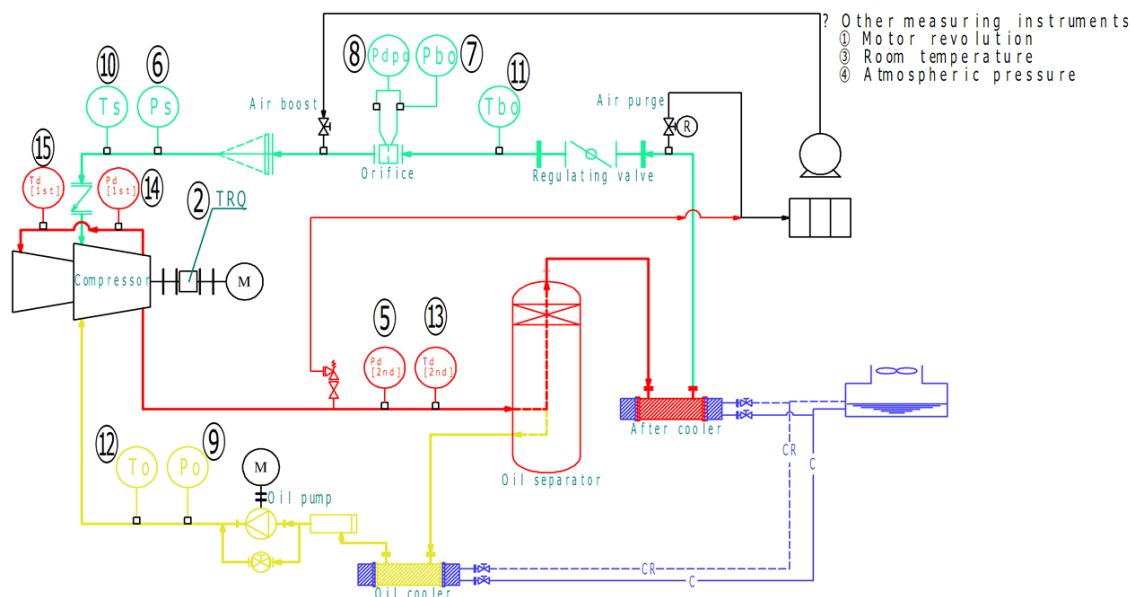 ? Other measuring instruments
① Motor revolution
③ Room temperature
④ Atmospheric pressure
⑧
⑦
Pdpo
Pbo
⑩
⑥
⑪
Ts
Ps
Tbo
Air boost
Air purge
R
Orifice
Regulating valve
⑮
Td
[1st]
Pd
[1st]
⑭
②
TRQ
Compressor
M
⑤
⑬
Pd
[2nd]
Td
[2nd]
After cooler
CR
C
Oil separator
⑫
⑨
To
Po
M
Oil pump
Oil cooler
CR
C